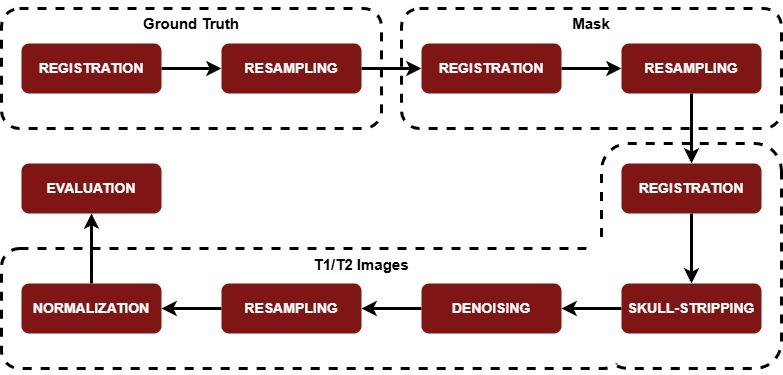 Ground Truth
Mask
REGISTRATION
RESAMPLING
REGISTRATION
RESAMPLING
EVALUATION
REGISTRATION
T1/T2 Images
NORMALIZATION
RESAMPLING
DENOISING
SKULL-STRIPPING